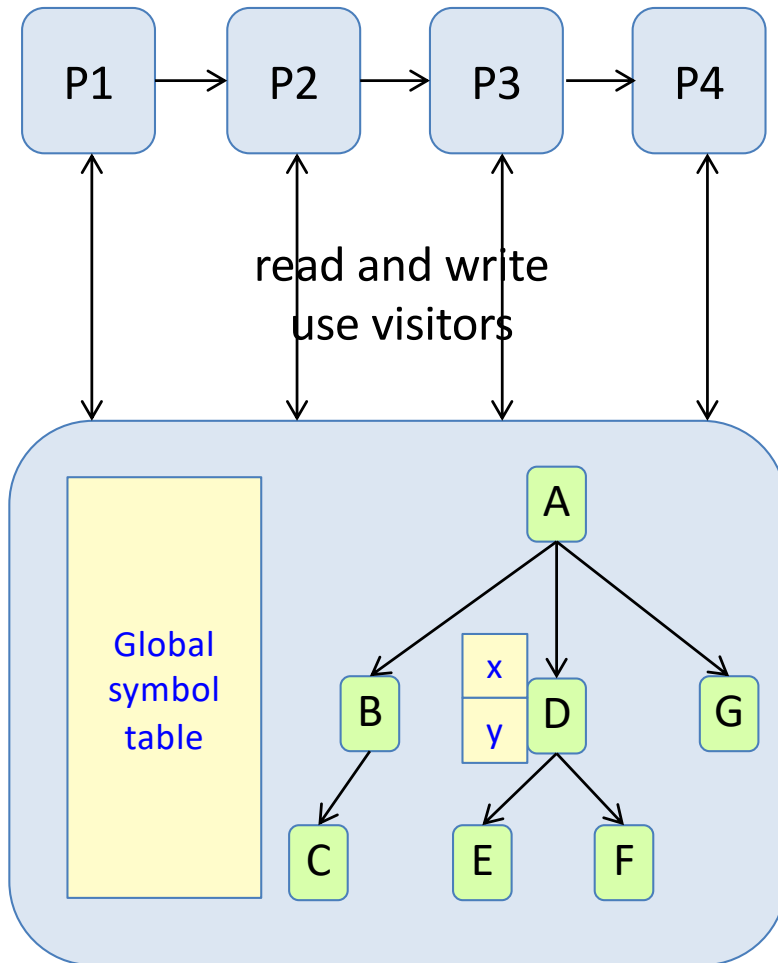 P1
P2
P3
P4
read and write
use visitors
A
Global
symbol
table
x
y
B
D
G
C
E
F